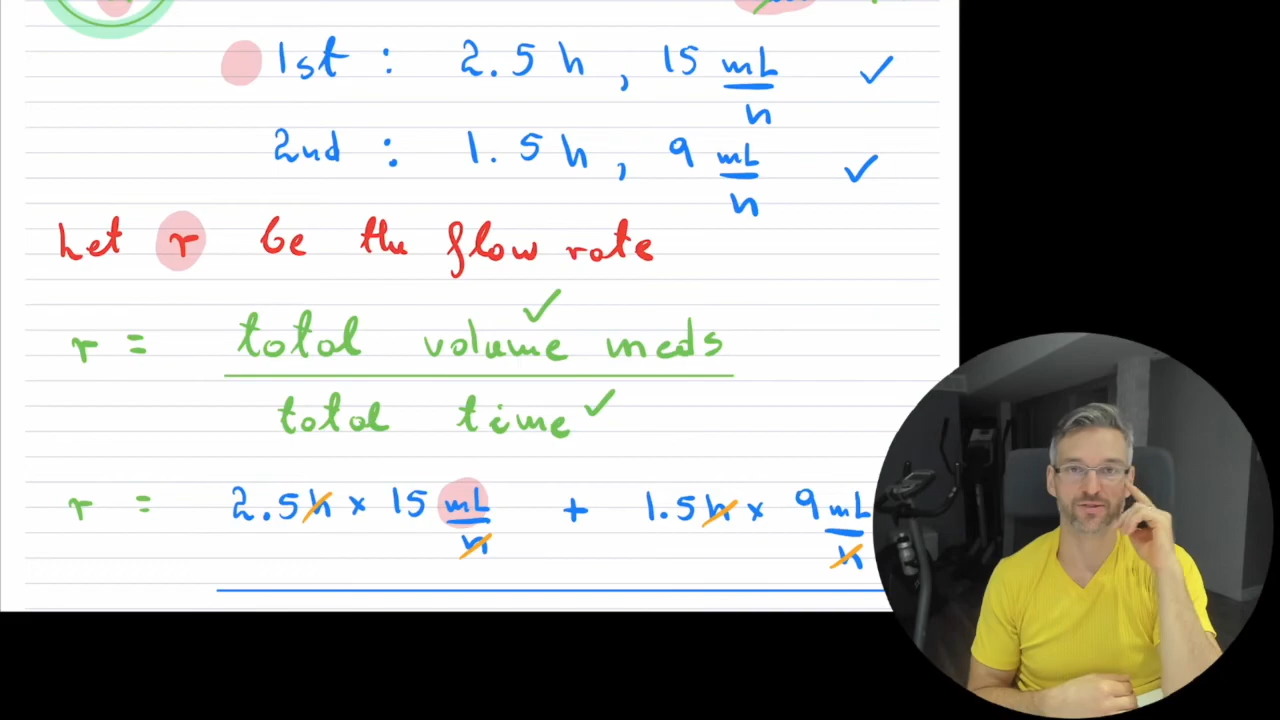 1st : 2.5 h , 15 mL/h ✓
2nd : 1.5 h , 9 mL/h ✓
Let r be the flow rate
r = total volume meds ✓
total time ✓
r = 2.5 h × 15 mL/h + 1.5 h × 9 mL/h